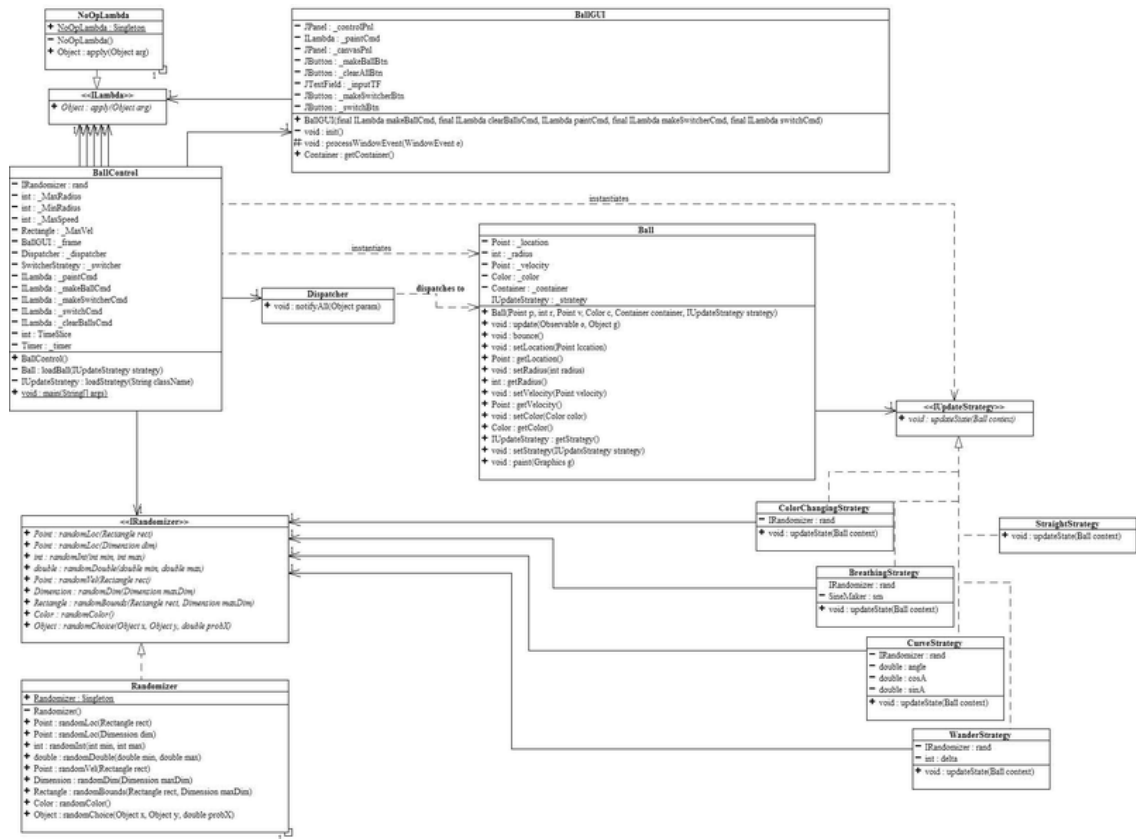 NoOpLambda
+ NoOpLambda : Singleton
- NoOpLambda()
+ Object : apply(Object arg)
1
<<ILambda>>
+ Object : apply(Object arg)
1
1
BallGUI
- JPanel : _controlPnl
- ILambda : _paintCmd
- JPanel : _canvasPnl
- JButton : _makeBallBtn
- JButton : _clearAllBtn
- JTextField : _inputTF
- JButton : _makeSwitcherBtn
- JButton : _switchBtn
+ BallGUI(final ILambda makeBallCmd, final ILambda clearBallsCmd, ILambda paintCmd, final ILambda makeSwitcherCmd, final ILambda switchCmd)
- void : init()
# void : processWindowEvent(WindowEvent e)
+ Container : getContainer()
1
BallControl
- IRandomizer : rand
- int : _MaxRadius
- int : _MinRadius
- int : _MaxSpeed
- Rectangle : _MaxVel
- BallGUI : _frame
- Dispatcher : _dispatcher
- SwitcherStrategy : _switcher
- ILambda : _paintCmd
- ILambda : _makeBallCmd
- ILambda : _makeSwitcherCmd
- ILambda : _switchCmd
- ILambda : _clearBallsCmd
- int : TimeSlice
- Timer : _timer
+ BallControl()
- Ball : loadBall(IUpdateStrategy strategy)
- IUpdateStrategy : loadStrategy(String className)
+ void : main(String[] args)
instantiates
instantiates
1
Dispatcher
+ void : notifyAll(Object param)
dispatches to
Ball
- Point : _location
- int : _radius
- Point : _velocity
- Color : _color
- Container : _container
IUpdateStrategy : _strategy
+ Ball(Point p, int r, Point v, Color c, Container container, IUpdateStrategy strategy)
+ void : update(Observable o, Object g)
+ void : bounce()
+ void : setLocation(Point location)
+ Point : getLocation()
+ void : setRadius(int radius)
+ int : getRadius()
+ void : setVelocity(Point velocity)
+ Point : getVelocity()
+ void : setColor(Color color)
+ Color : getColor()
+ IUpdateStrategy : getStrategy()
+ void : setStrategy(IUpdateStrategy strategy)
+ void : paint(Graphics g)
1
<<IUpdateStrategy>>
+ void : updateState(Ball context)
1
<<IRandomizer>>
+ Point : randomLoc(Rectangle rect)
+ Point : randomLoc(Dimension dim)
+ int : randomInt(int min, int max)
+ double : randomDouble(double min, double max)
+ Point : randomVel(Rectangle rect)
+ Dimension : randomDim(Dimension maxDim)
+ Rectangle : randomBounds(Rectangle rect, Dimension maxDim)
+ Color : randomColor()
+ Object : randomChoice(Object x, Object y, double probX)
1
1
1
1
ColorChangingStrategy
- IRandomizer : rand
+ void : updateState(Ball context)
StraightStrategy
+ void : updateState(Ball context)
BreathingStrategy
IRandomizer : rand
- SineMaker : sm
+ void : updateState(Ball context)
CurveStrategy
- IRandomizer : rand
- double : angle
- double : cosA
- double : sinA
+ void : updateState(Ball context)
WanderStrategy
- IRandomizer : rand
- int : delta
+ void : updateState(Ball context)
Randomizer
+ Randomizer : Singleton
- Randomizer()
+ Point : randomLoc(Rectangle rect)
+ Point : randomLoc(Dimension dim)
+ int : randomInt(int min, int max)
+ double : randomDouble(double min, double max)
+ Point : randomVel(Rectangle rect)
+ Dimension : randomDim(Dimension maxDim)
+ Rectangle : randomBounds(Rectangle rect, Dimension maxDim)
+ Color : randomColor()
+ Object : randomChoice(Object x, Object y, double probX)
1